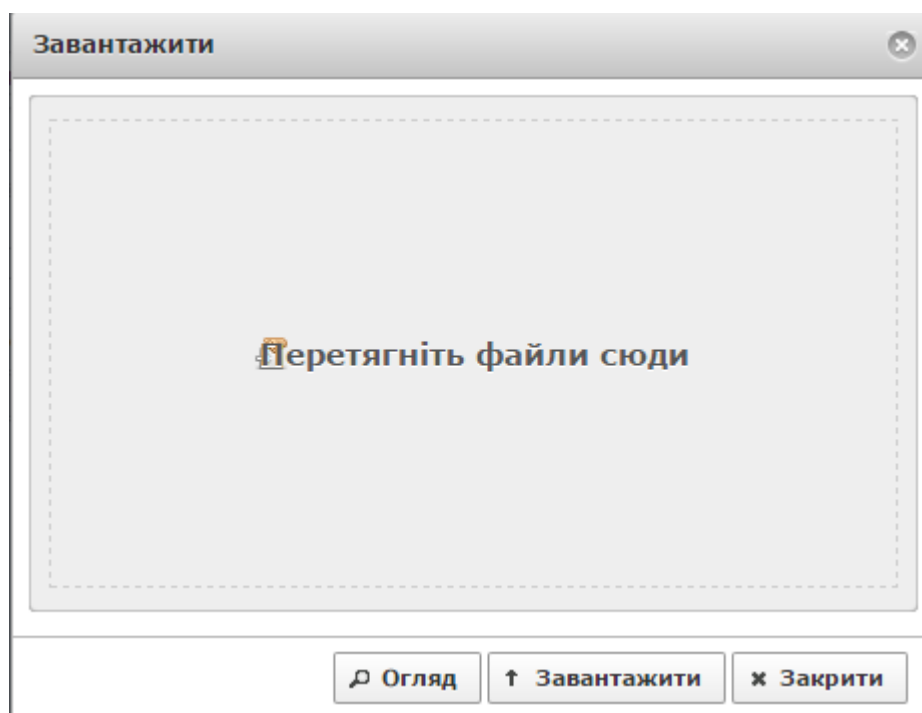 Завантажити
Перетягніть файли сюди
Огляд
Завантажити
Закрити